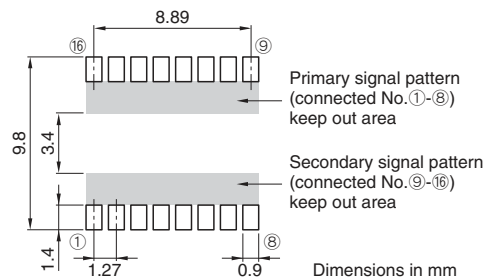 8.89
⑯ ⑨
Primary signal pattern
(connected No.①-⑧)
keep out area
9.8
3.4
Secondary signal pattern
(connected No.⑨-⑯)
keep out area
① ⑧
1.4
1.27 0.9 Dimensions in mm